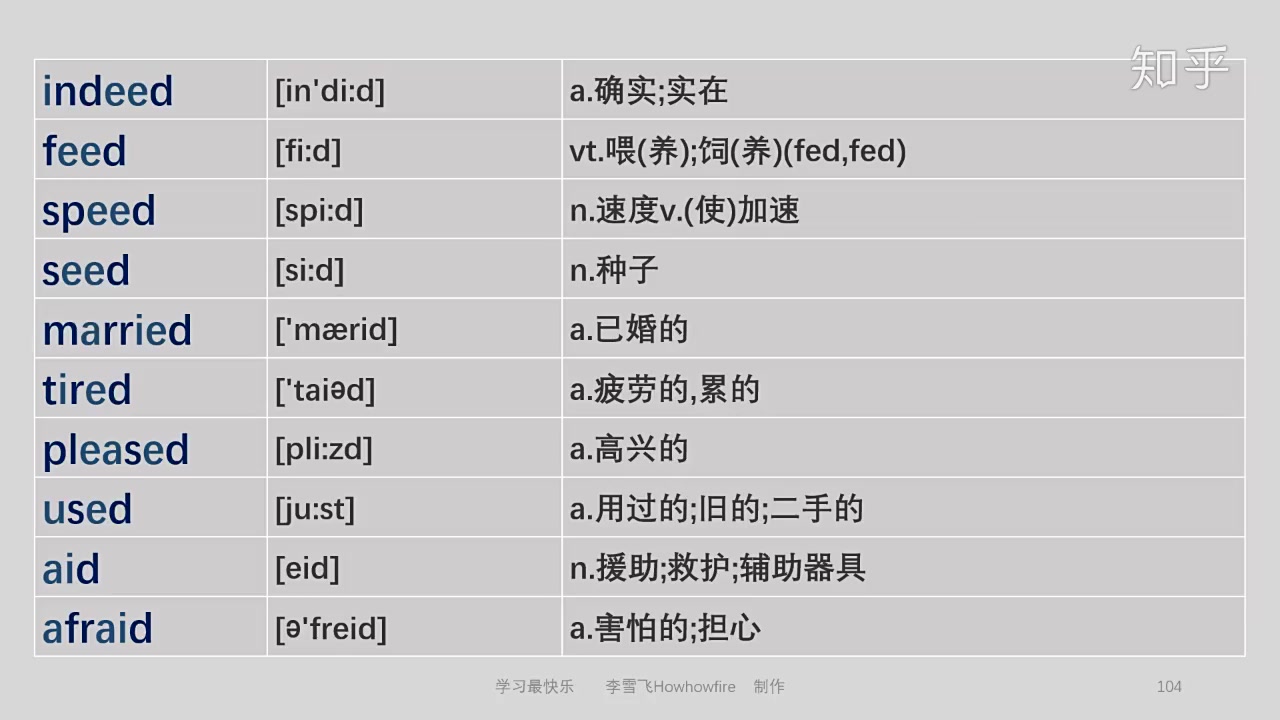 知乎
indeed [in'di:d] a.确实;实在
feed [fi:d] vt.喂(养);饲(养)(fed,fed)
speed [spi:d] n.速度v.(使)加速
seed [si:d] n.种子
married ['mærid] a.已婚的
tired ['taiəd] a.疲劳的,累的
pleased [pli:zd] a.高兴的
used [ju:st] a.用过的;旧的;二手的
aid [eid] n.援助;救护;辅助器具
afraid [ə'freid] a.害怕的;担心
学习最快乐 李雪飞Howhowfire 制作 104